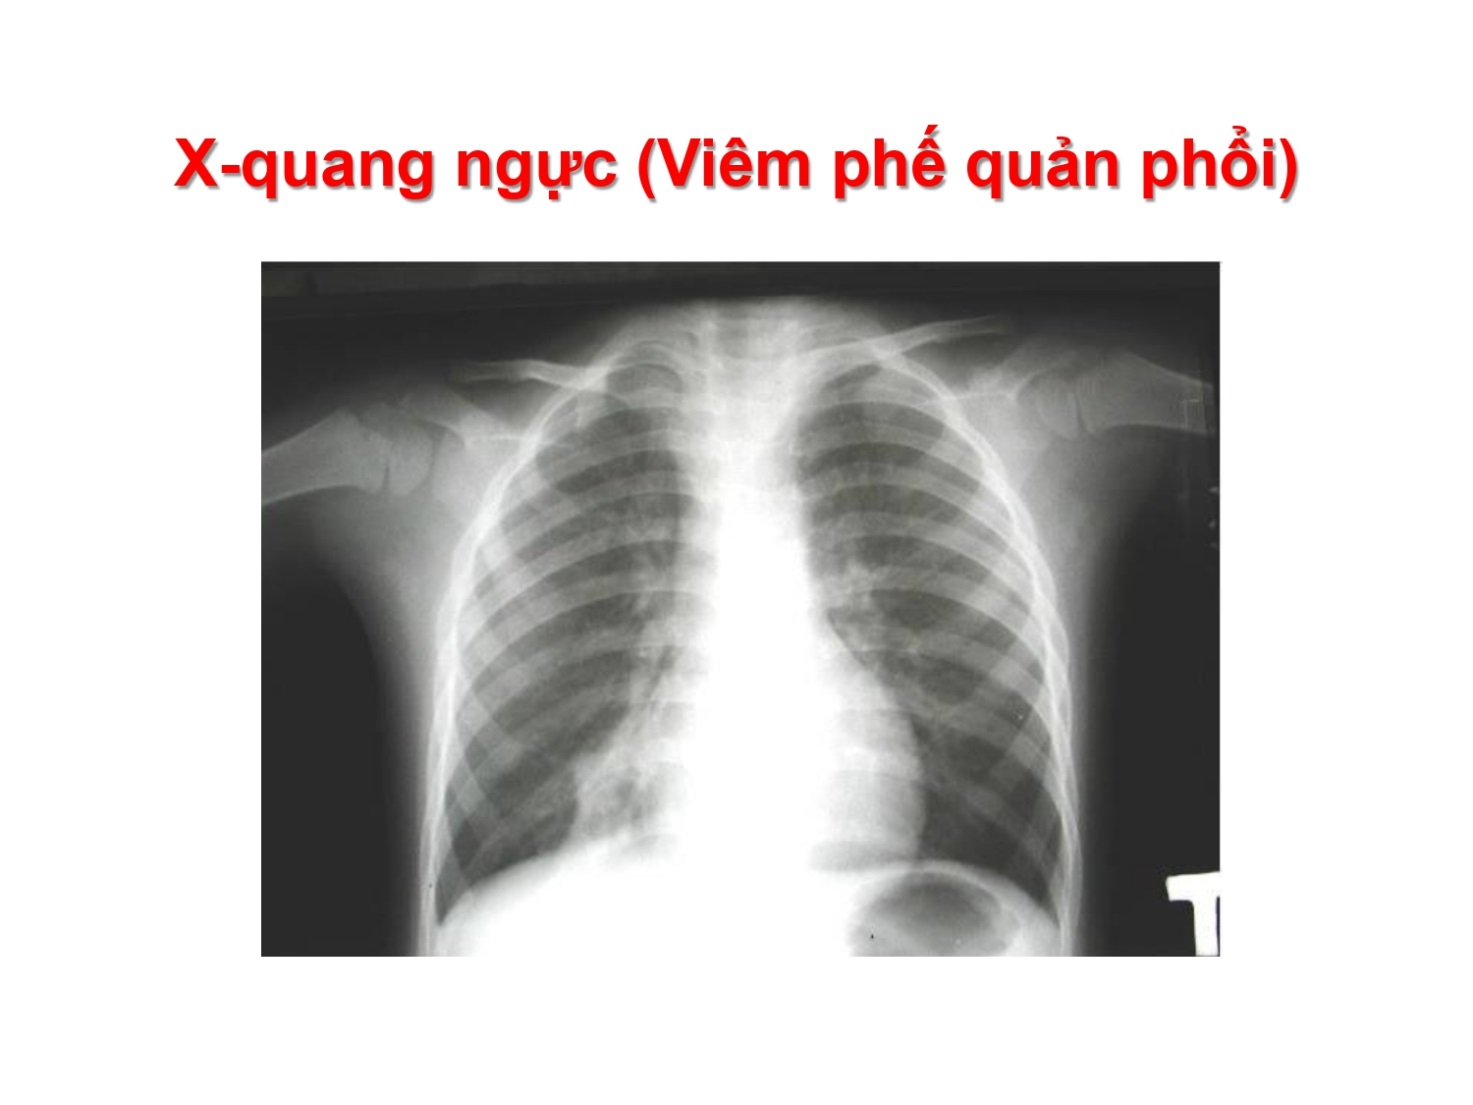 X-quang ngực (Viêm phế quản phổi)
T